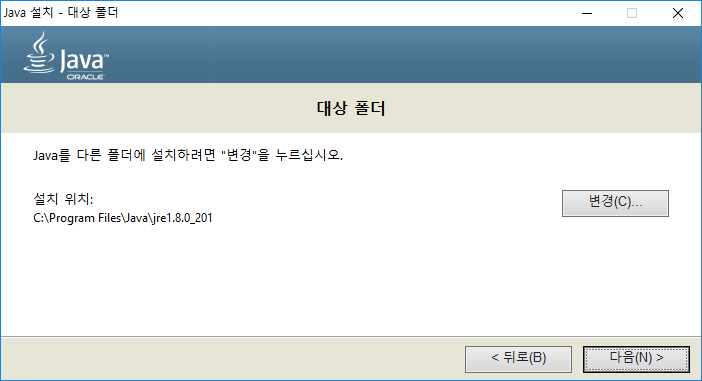 Java 설치 - 대상 폴더
Java™
ORACLE
대상 폴더
Java를 다른 폴더에 설치하려면 "변경"을 누르십시오.
설치 위치:
C:\Program Files\Java\jre1.8.0_201
변경(C)...
< 뒤로(B)
다음(N) >